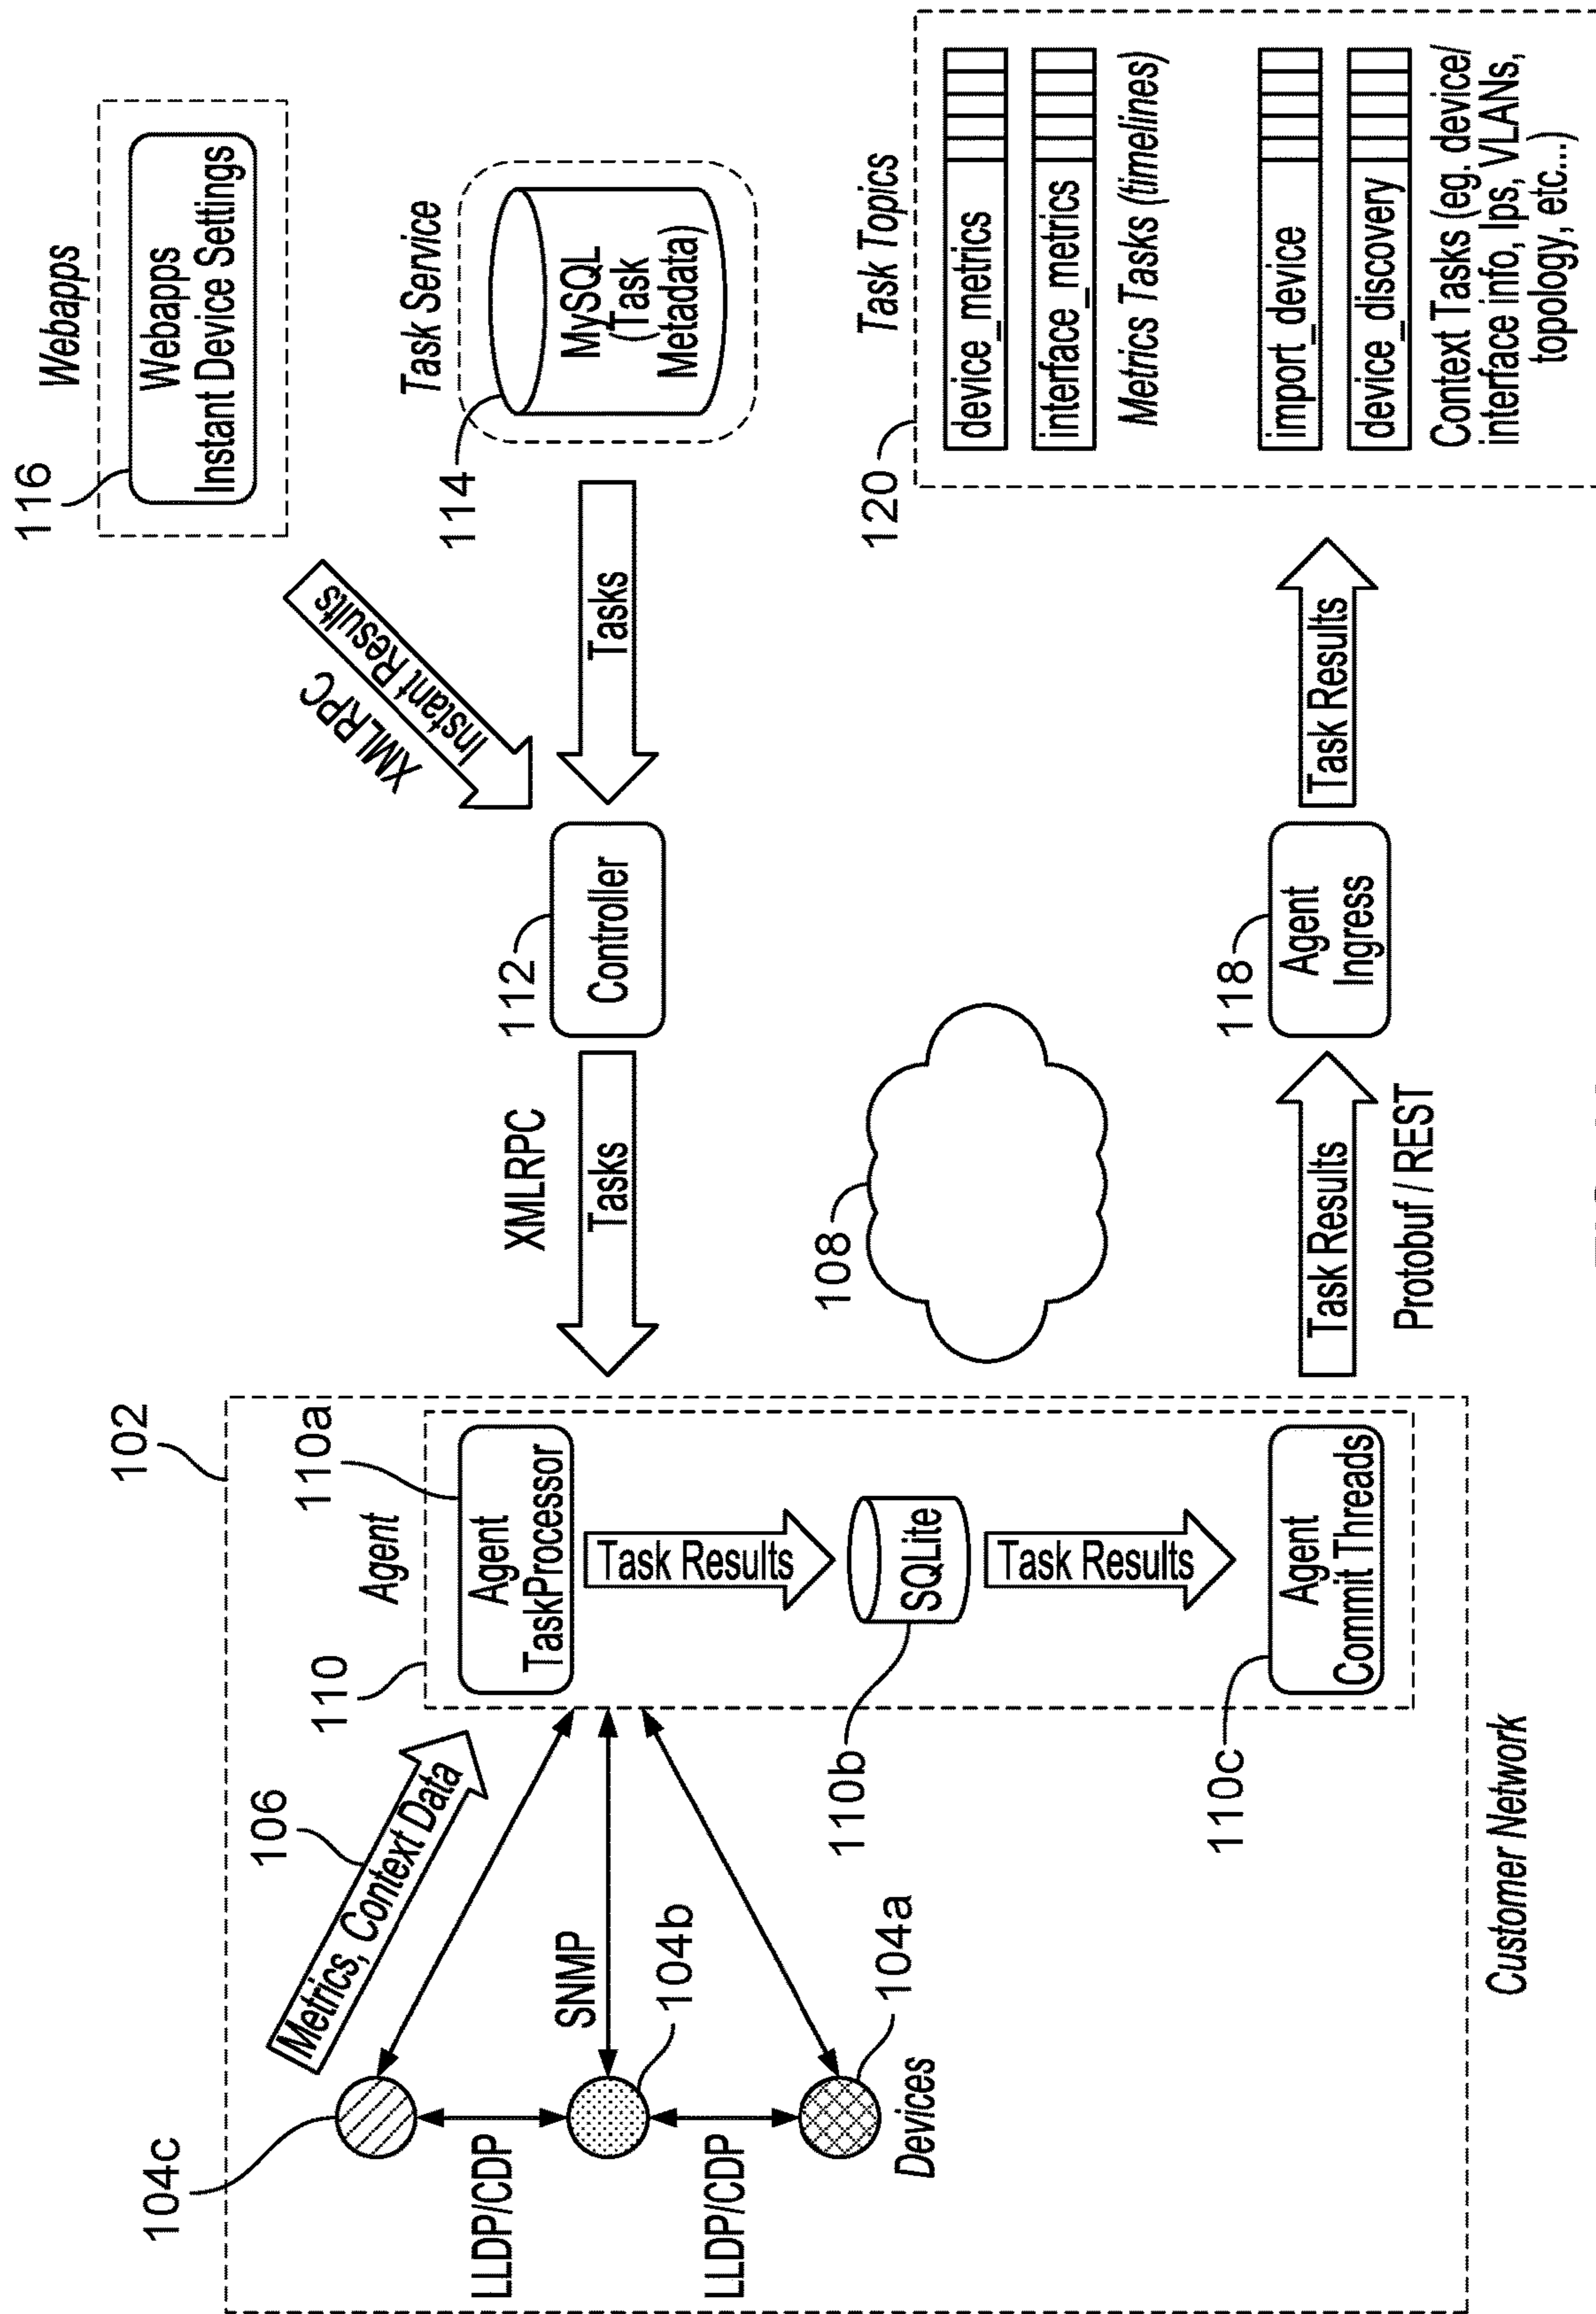 102
104c
106
Metrics, Context Data
LLDP/CDP
SNMP
104b
LLDP/CDP
104a
Devices
110
Agent
110a
Agent
TaskProcessor
Task Results
110b
SQLite
Task Results
110c
Agent
Commit Threads
Customer Network
XMLRPC
Tasks
112
Controller
XMLRPC
Instant Results
Tasks
116
Webapps
Webapps
Instant Device Settings
Task Service
114
MySQL
(Task
Metadata)
108
Task Results
Protobuf / REST
118
Agent
Ingress
Task Results
120
Task Topics
device_metrics
interface_metrics
Metrics Tasks (timelines)
import_device
device_discovery
Context Tasks (eg. device/
interface info, Ips, VLANs,
topology, etc...)